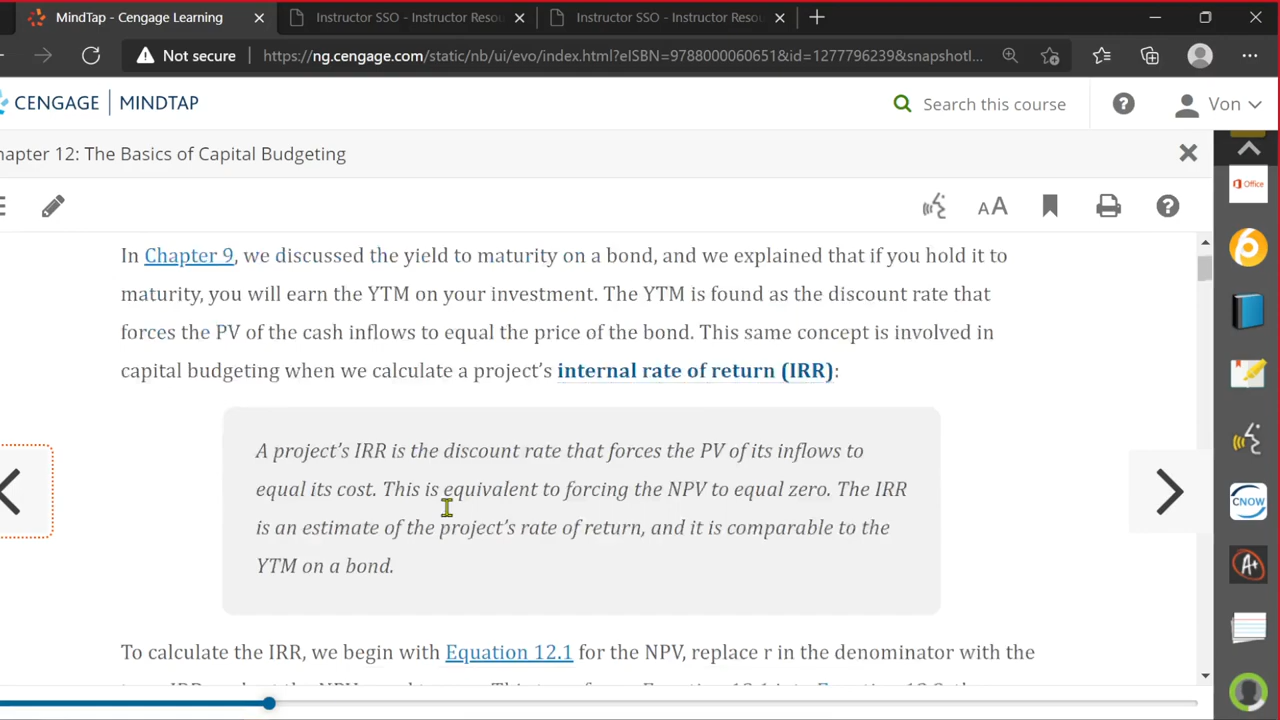 MindTap - Cengage Learning
Instructor SSO - Instructor Resou
Instructor SSO - Instructor Resou
Not secure
https://ng.cengage.com/static/nb/ui/evo/index.html?eISBN=9788000060651&id=1277796239&snapshotI...
CENGAGE | MINDTAP
Search this course
Von
hapter 12: The Basics of Capital Budgeting
AA
Office
In Chapter 9, we discussed the yield to maturity on a bond, and we explained that if you hold it to
maturity, you will earn the YTM on your investment. The YTM is found as the discount rate that
forces the PV of the cash inflows to equal the price of the bond. This same concept is involved in
capital budgeting when we calculate a project's internal rate of return (IRR):
A project's IRR is the discount rate that forces the PV of its inflows to
equal its cost. This is equivalent to forcing the NPV to equal zero. The IRR
is an estimate of the project's rate of return, and it is comparable to the
YTM on a bond.
CNOW
A+
To calculate the IRR, we begin with Equation 12.1 for the NPV, replace r in the denominator with the